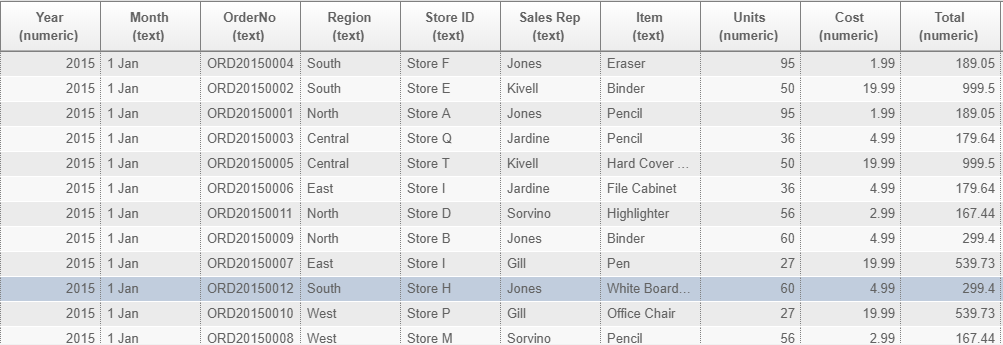 Year Month OrderNo Region Store ID Sales Rep Item Units Cost Total
(numeric) (text) (text) (text) (text) (text) (text) (numeric) (numeric) (numeric)
2015 1 Jan ORD20150004 South Store F Jones Eraser 95 1.99 189.05
2015 1 Jan ORD20150002 South Store E Kivell Binder 50 19.99 999.5
2015 1 Jan ORD20150001 North Store A Jones Pencil 95 1.99 189.05
2015 1 Jan ORD20150003 Central Store Q Jardine Pencil 36 4.99 179.64
2015 1 Jan ORD20150005 Central Store T Kivell Hard Cover ... 50 19.99 999.5
2015 1 Jan ORD20150006 East Store I Jardine File Cabinet 36 4.99 179.64
2015 1 Jan ORD20150011 North Store D Sorvino Highlighter 56 2.99 167.44
2015 1 Jan ORD20150009 North Store B Jones Binder 60 4.99 299.4
2015 1 Jan ORD20150007 East Store I Gill Pen 27 19.99 539.73
2015 1 Jan ORD20150012 South Store H Jones White Board... 60 4.99 299.4
2015 1 Jan ORD20150010 West Store P Gill Office Chair 27 19.99 539.73
2015 1 Jan ORD20150008 West Store M Sorvino Pencil 56 2.99 167.44